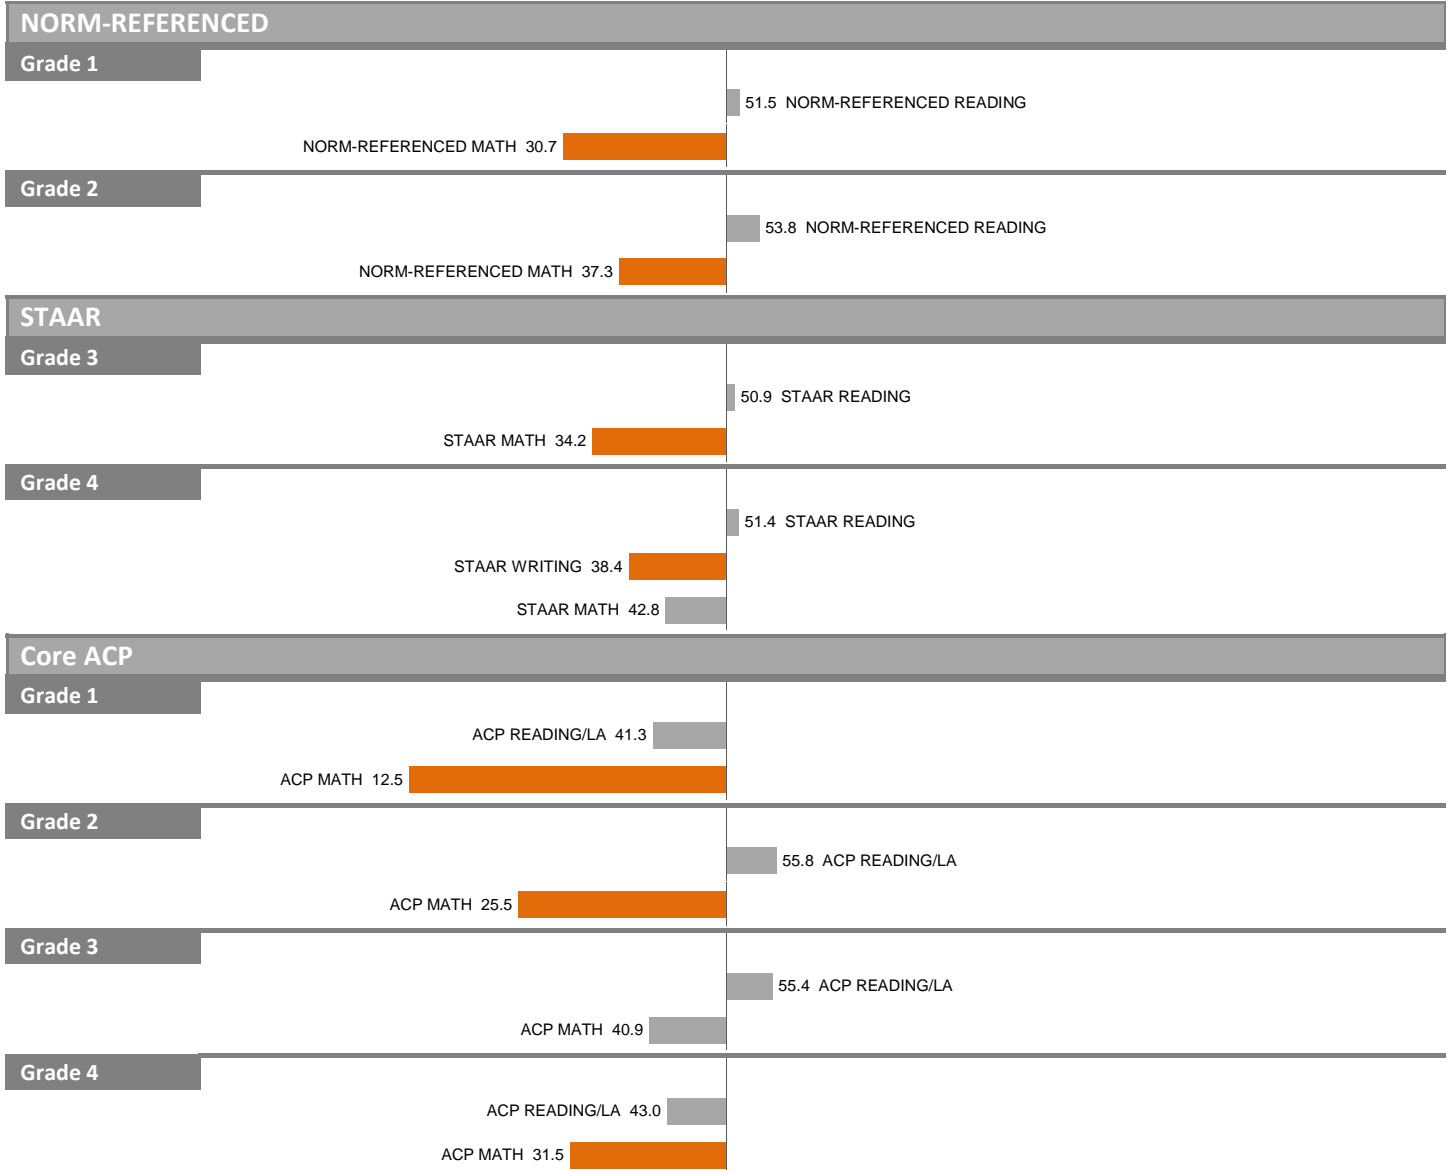 NORM-REFERENCED
Grade 1
51.5 NORM-REFERENCED READING
NORM-REFERENCED MATH 30.7
Grade 2
53.8 NORM-REFERENCED READING
NORM-REFERENCED MATH 37.3
STAAR
Grade 3
50.9 STAAR READING
STAAR MATH 34.2
Grade 4
51.4 STAAR READING
STAAR WRITING 38.4
STAAR MATH 42.8
Core ACP
Grade 1
ACP READING/LA 41.3
ACP MATH 12.5
Grade 2
55.8 ACP READING/LA
ACP MATH 25.5
Grade 3
55.4 ACP READING/LA
ACP MATH 40.9
Grade 4
ACP READING/LA 43.0
ACP MATH 31.5